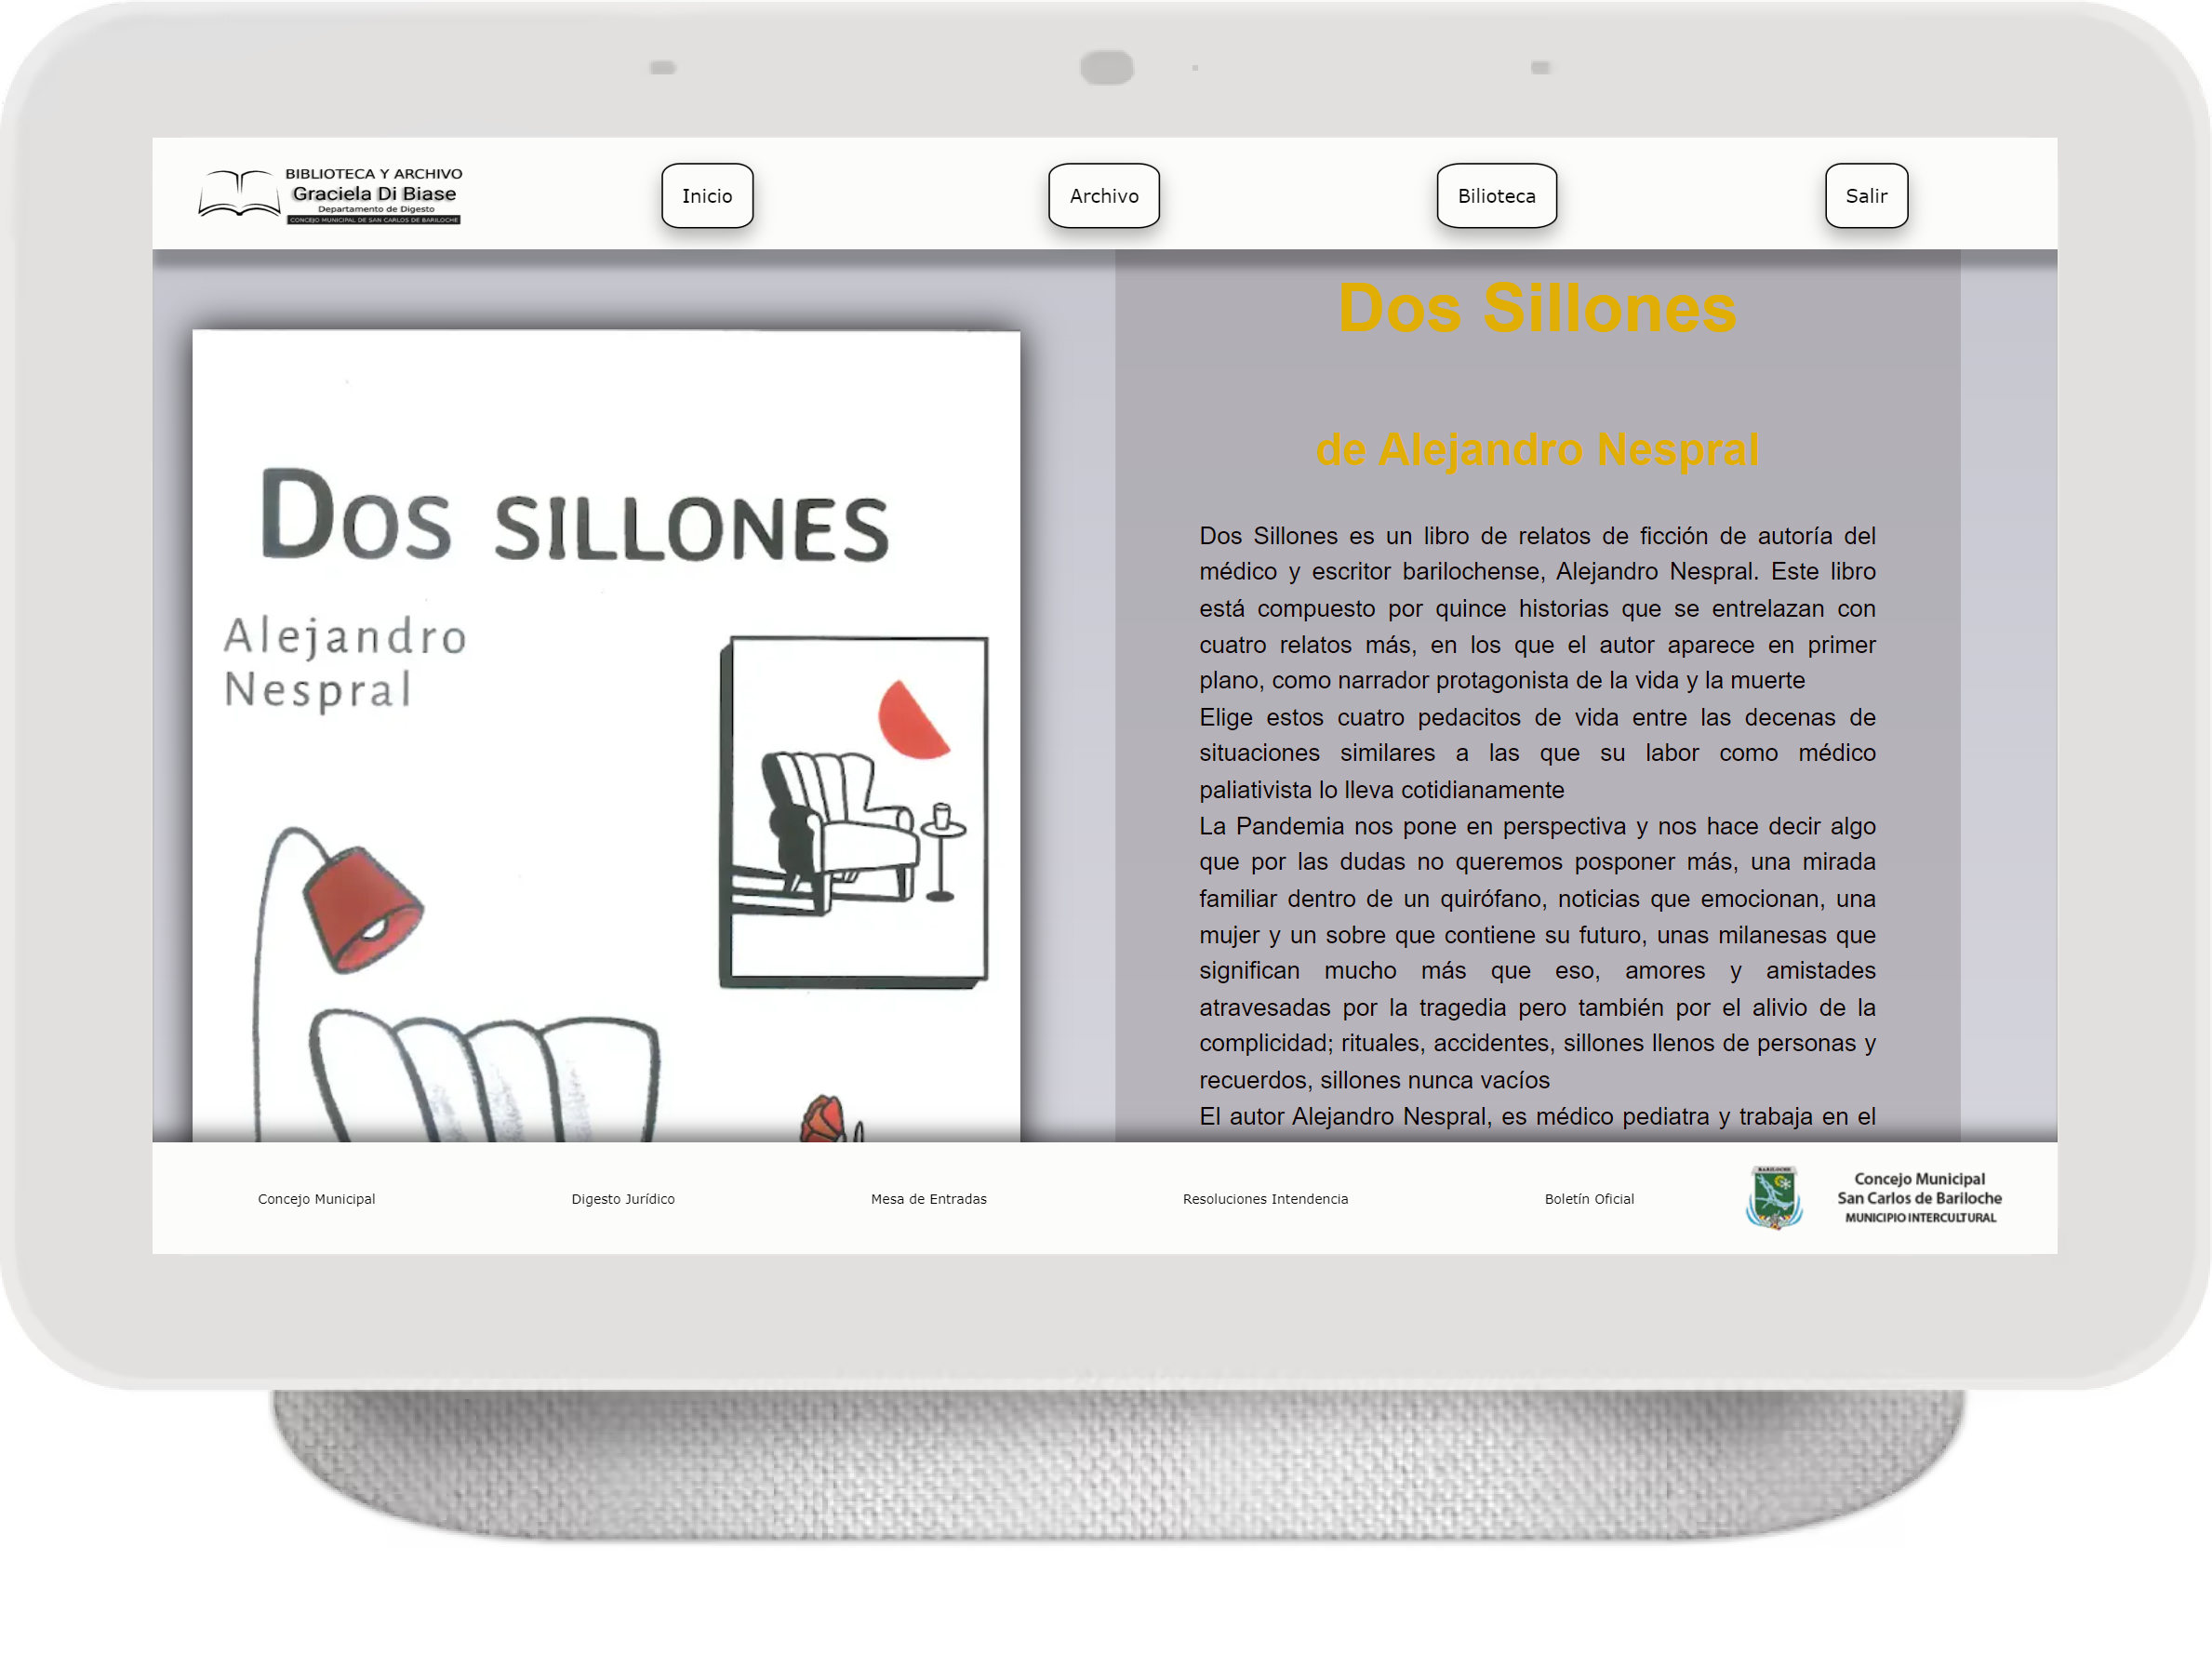 BIBLIOTECA Y ARCHIVO
Graciela Di Biase
Departamento de Digesto
CONCEJO MUNICIPAL DE SAN CARLOS DE BARILOCHE
Inicio
Archivo
Bilioteca
Salir
DOS SILLONES
Alejandro
Nespral
Dos Sillones
de Alejandro Nespral
Dos Sillones es un libro de relatos de ficción de autoría del
médico y escritor barilochense, Alejandro Nespral. Este libro
está compuesto por quince historias que se entrelazan con
cuatro relatos más, en los que el autor aparece en primer
plano, como narrador protagonista de la vida y la muerte
Elige estos cuatro pedacitos de vida entre las decenas de
situaciones similares a las que su labor como médico
paliativista lo lleva cotidianamente
La Pandemia nos pone en perspectiva y nos hace decir algo
que por las dudas no queremos posponer más, una mirada
familiar dentro de un quirófano, noticias que emocionan, una
mujer y un sobre que contiene su futuro, unas milanesas que
significan mucho más que eso, amores y amistades
atravesadas por la tragedia pero también por el alivio de la
complicidad; rituales, accidentes, sillones llenos de personas y
recuerdos, sillones nunca vacíos
El autor Alejandro Nespral, es médico pediatra y trabaja en el
Concejo Municipal
Digesto Jurídico
Mesa de Entradas
Resoluciones Intendencia
Boletín Oficial
BARILOCHE
Concejo Municipal
San Carlos de Bariloche
MUNICIPIO INTERCULTURAL